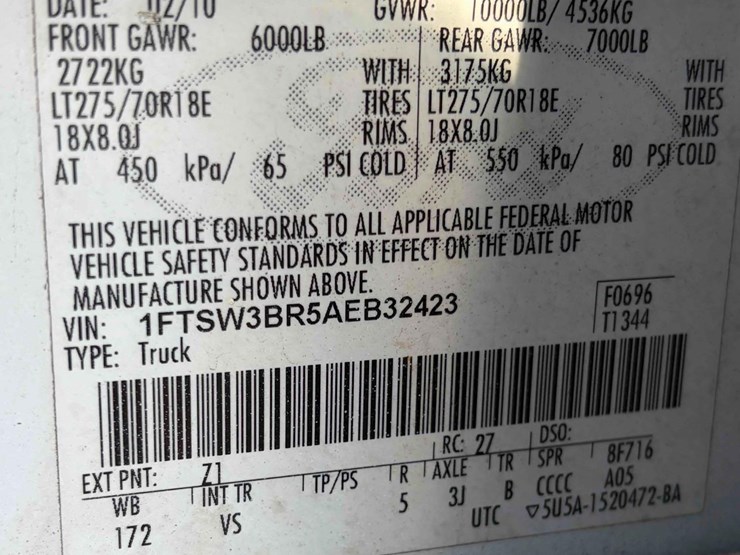 DATE: 02/10 GVWR: 10000LB/ 4536KG
FRONT GAWR: 6000LB REAR GAWR: 7000LB
2722KG WITH 3175KG WITH
LT275/70R18E TIRES LT275/70R18E TIRES
18X8.0J RIMS 18X8.0J RIMS
AT 450 kPa/ 65 PSI COLD AT 550 kPa/ 80 PSI COLD
THIS VEHICLE CONFORMS TO ALL APPLICABLE FEDERAL MOTOR
VEHICLE SAFETY STANDARDS IN EFFECT ON THE DATE OF
MANUFACTURE SHOWN ABOVE.
VIN: 1FTSW3BR5AEB32423 F0696
TYPE: Truck T1344
EXT PNT: Z1 RC: 27 DSO:
WB INT TR TP/PS R AXLE TR SPR 8F716
172 VS 5 3J B CCCC A05
UTC ▽5U5A-1520472-BA